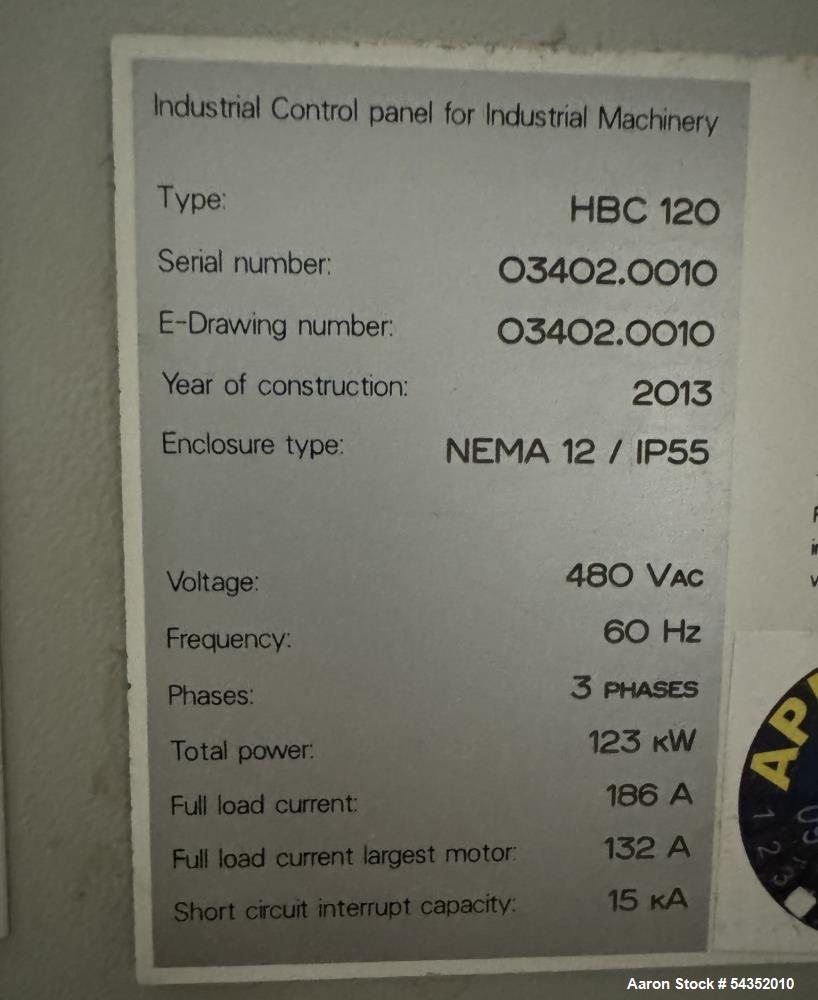 Industrial Control panel for Industrial Machinery
Type: HBC 120
Serial number: 03402.0010
E-Drawing number: 03402.0010
Year of construction: 2013
Enclosure type: NEMA 12 / IP55
Voltage: 480 VAC
Frequency: 60 Hz
Phases: 3 PHASES
Total power: 123 KW
Full load current: 186 A
Full load current largest motor: 132 A
Short circuit interrupt capacity: 15 KA
1 2 3
Aaron Stock # 54352010